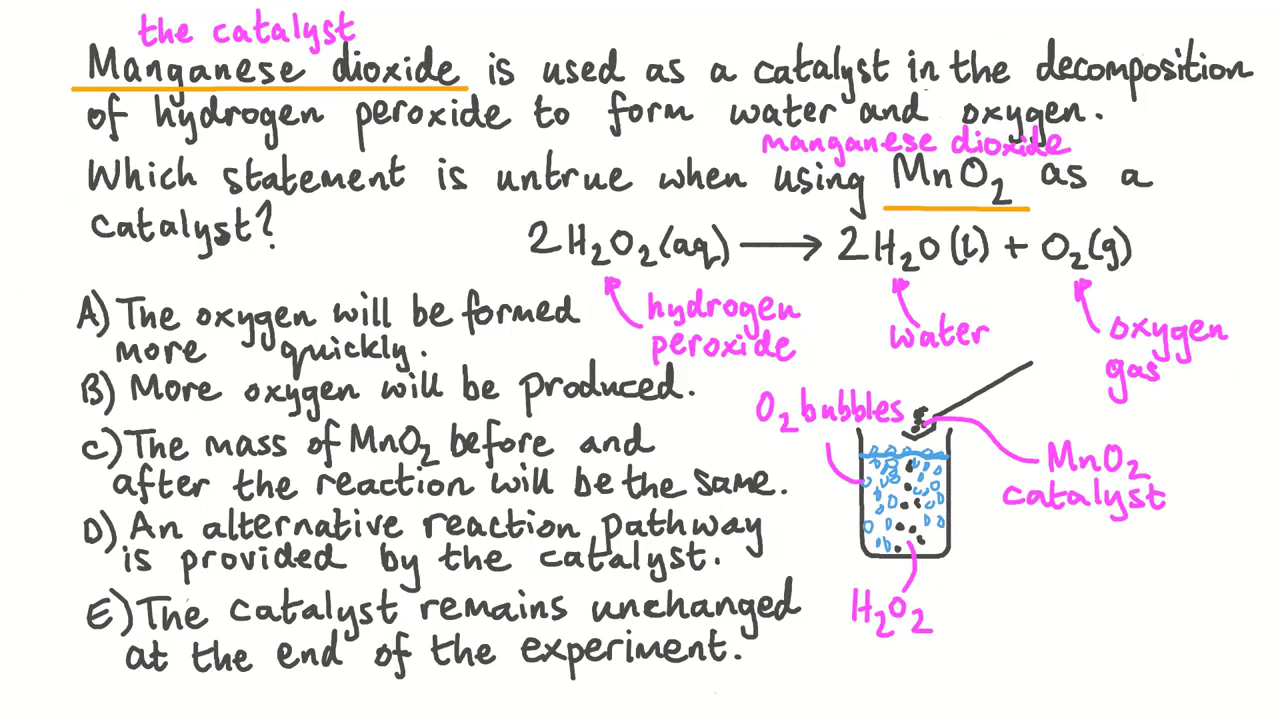 the catalyst
Manganese dioxide is used as a catalyst in the decomposition
of hydrogen peroxide to form water and oxygen.
manganese dioxide
Which statement is untrue when using MnO₂ as a
catalyst?
2H₂O₂(aq) ⟶ 2H₂O(l) + O₂(g)
hydrogen
peroxide
water
oxygen
gas
A) The oxygen will be formed
more quickly.
B) More oxygen will be produced.
C) The mass of MnO₂ before and
after the reaction will be the same.
D) An alternative reaction pathway
is provided by the catalyst.
E) The catalyst remains unchanged
at the end of the experiment.
O₂ bubbles
MnO₂
catalyst
H₂O₂